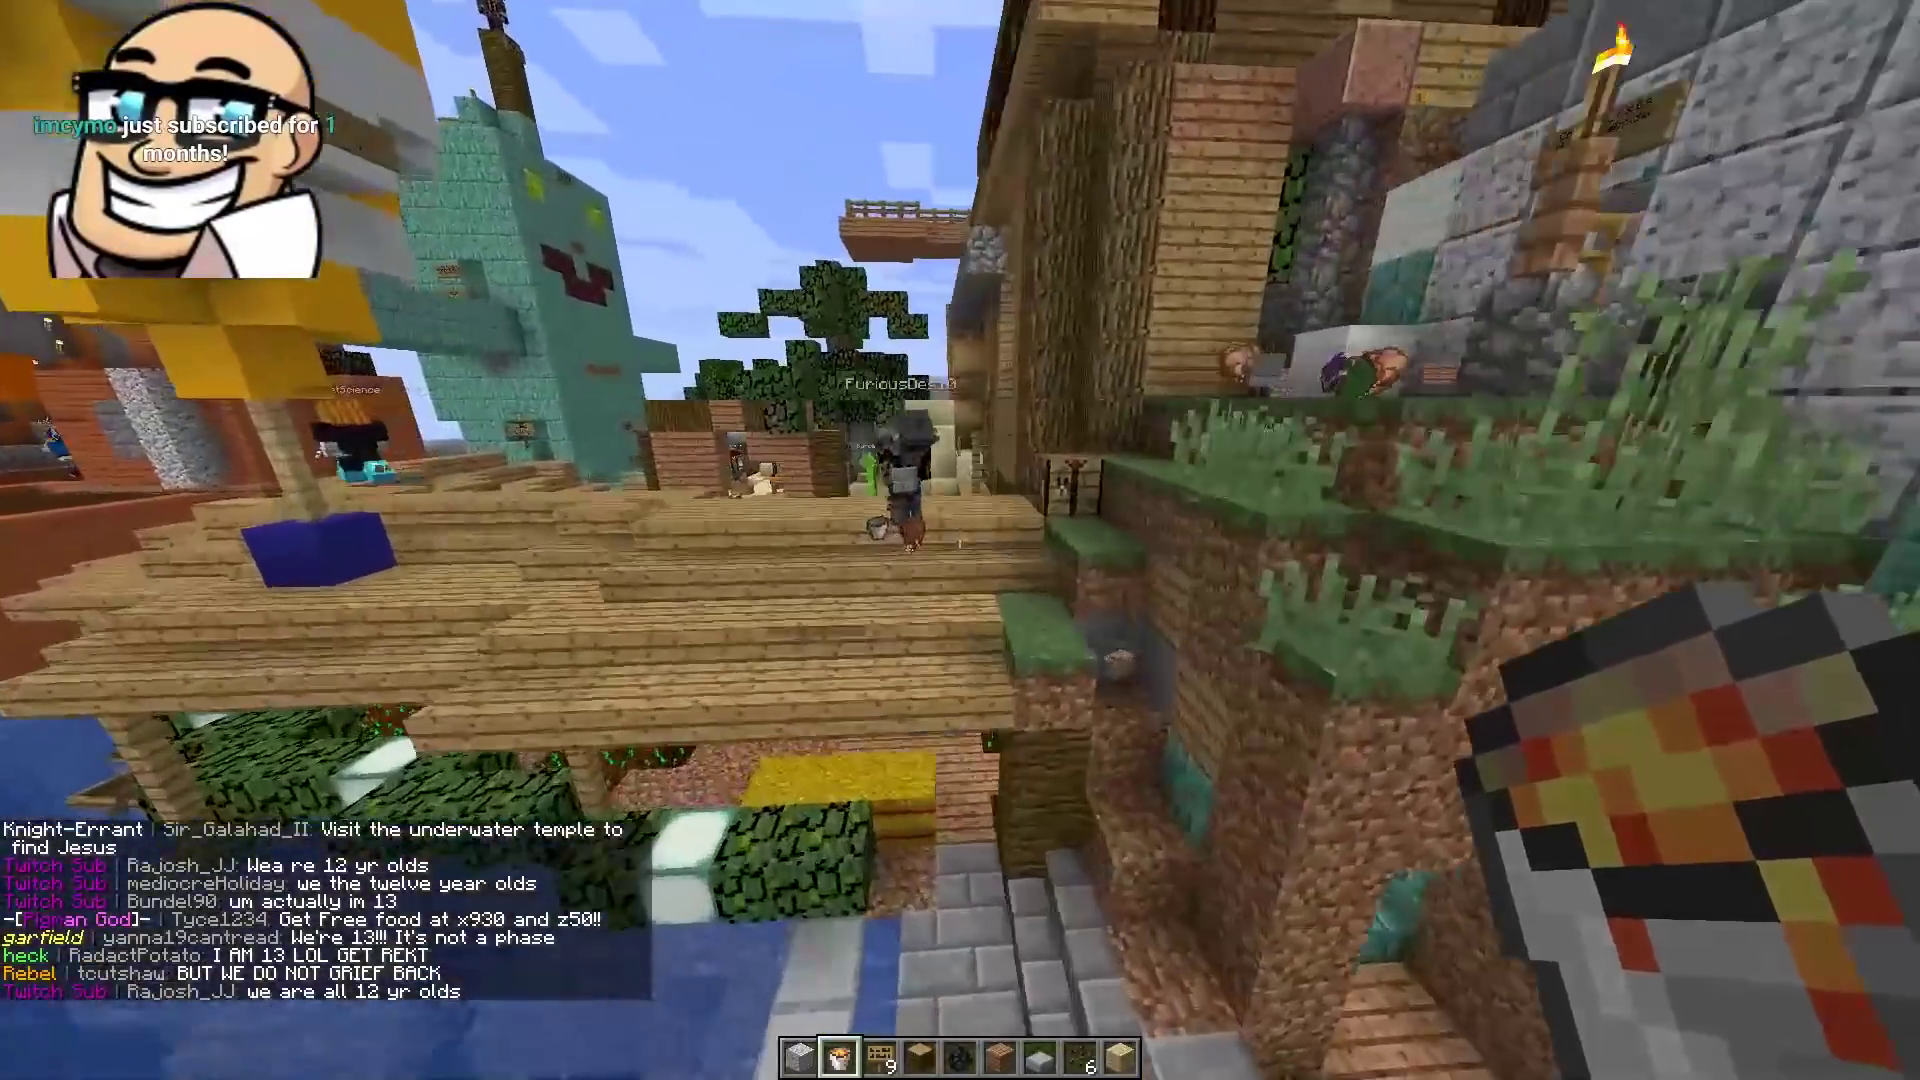 imcymo just subscribed for 1
months!
etScience
FuriousDes
Knight-Errant | Sir_Galahad_II: Visit the underwater temple to
find Jesus
Twitch Sub | Rajosh_JJ: Wea re 12 yr olds
Twitch Sub | mediocreHoliday: we the twelve year olds
Twitch Sub | Bundel90: um actually im 13
-[Pigman God]- | Tyce1234: Get Free food at x930 and z50!!
garfield | yanna19cantread: We're 13!!! It's not a phase
heck | RadactPotato: I AM 13 LOL GET REKT
Rebel | tcutshaw: BUT WE DO NOT GRIEF BACK
Twitch Sub | Rajosh_JJ: we are all 12 yr olds
9
6